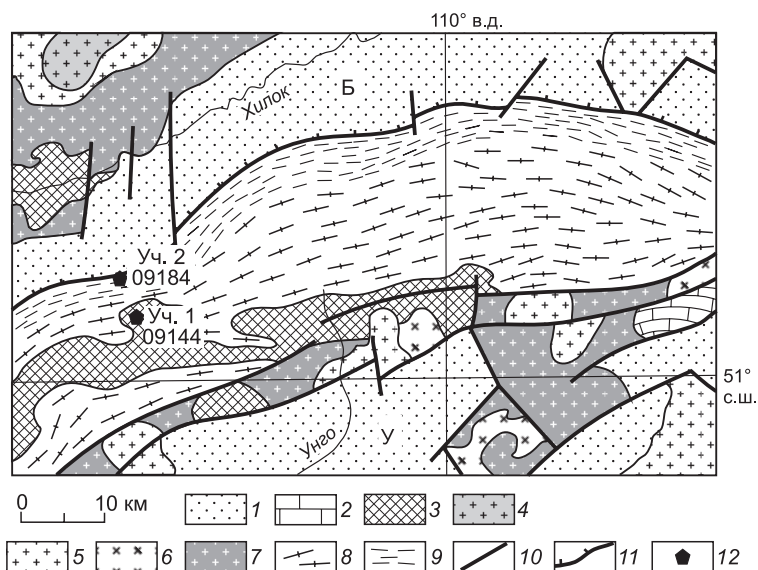 110° в.д.
Хилок
Б
Уч. 2
09184
Уч. 1
09144
51°
с.ш.
Унго
У
0 10 км
1 2 3 4
5 6 7 8 9 10 11 12